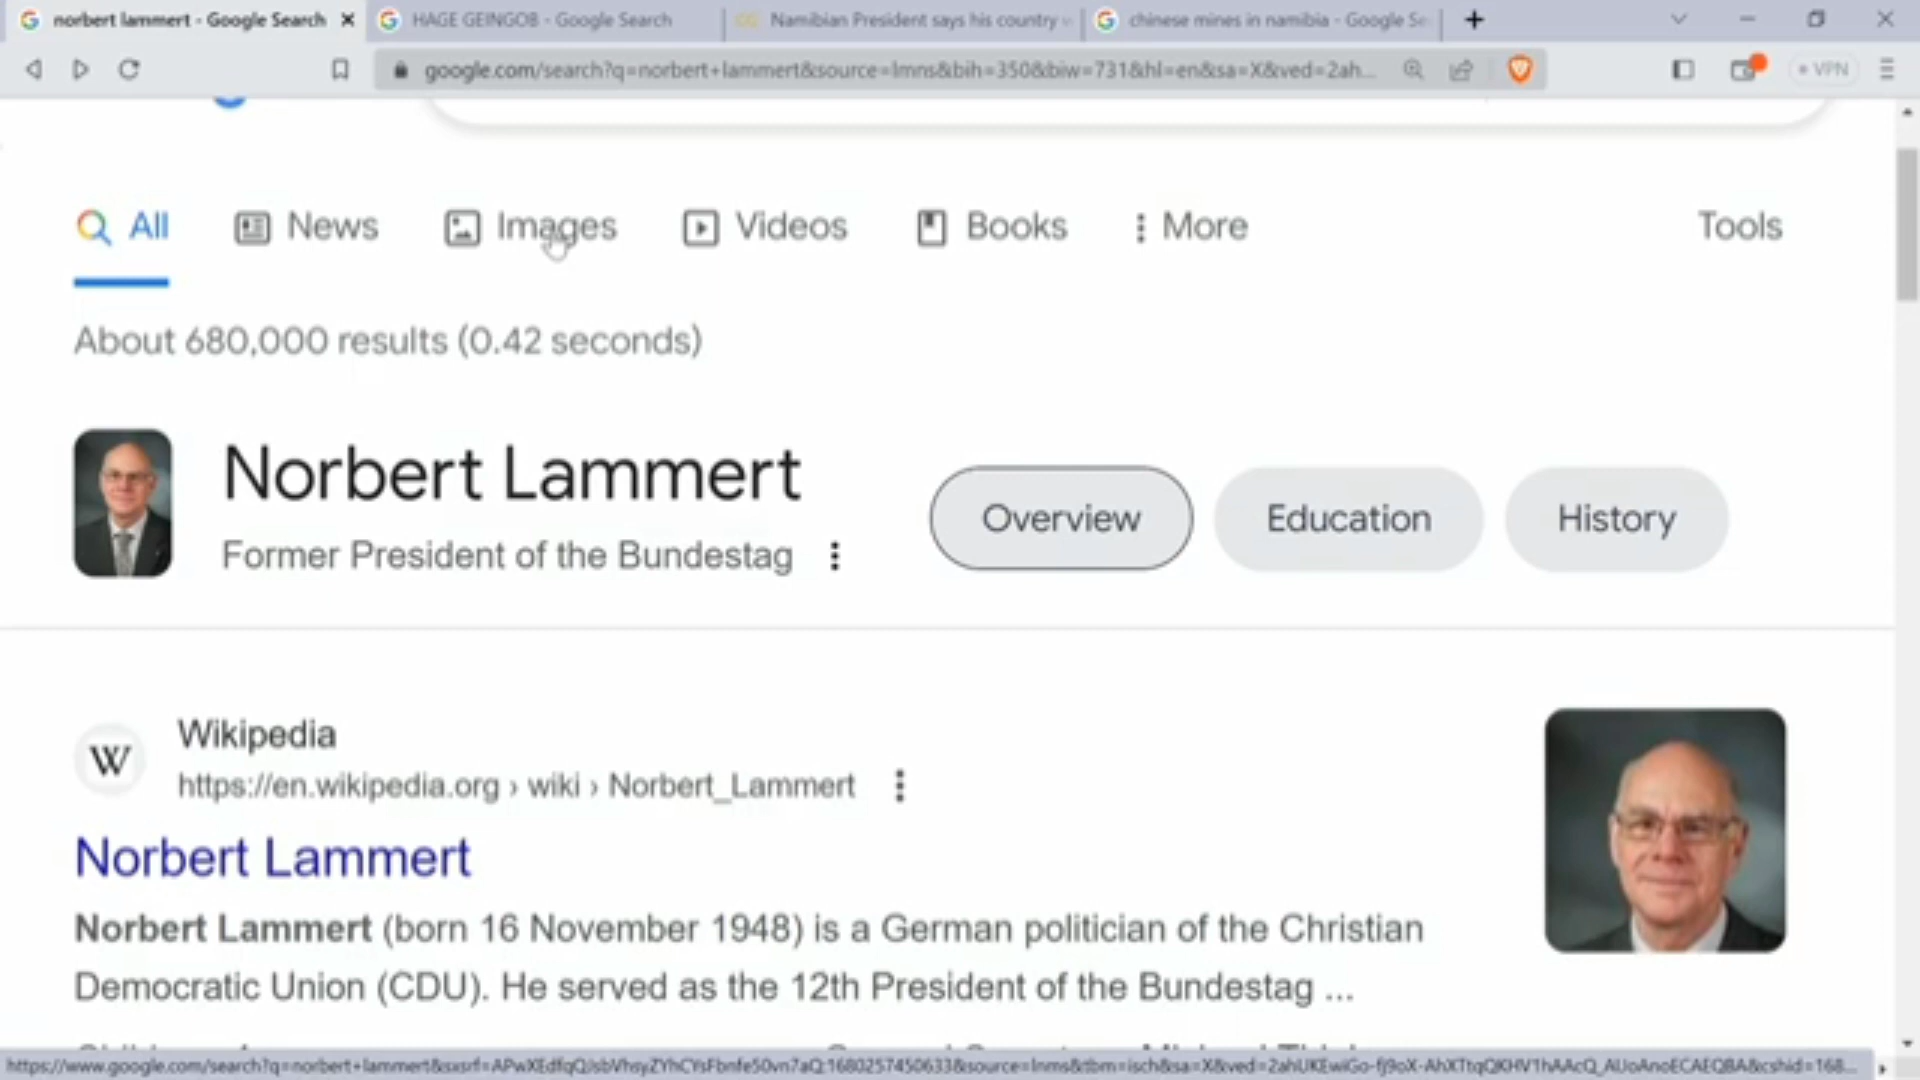 norbert lammert - Google Search
HAGE GEINGOB - Google Search
Namibian President says his country
chinese mines in namibia - Google Se
google.com/search?q=norbert+lammert&source=lmns&bih=350&biw=731&hl=en&sa=X&ved=2ah...
VPN
All
News
Images
Videos
Books
More
Tools
About 680,000 results (0.42 seconds)
Norbert Lammert
Former President of the Bundestag
Overview
Education
History
W
Wikipedia
https://en.wikipedia.org › wiki › Norbert_Lammert
Norbert Lammert
Norbert Lammert (born 16 November 1948) is a German politician of the Christian
Democratic Union (CDU). He served as the 12th President of the Bundestag ...